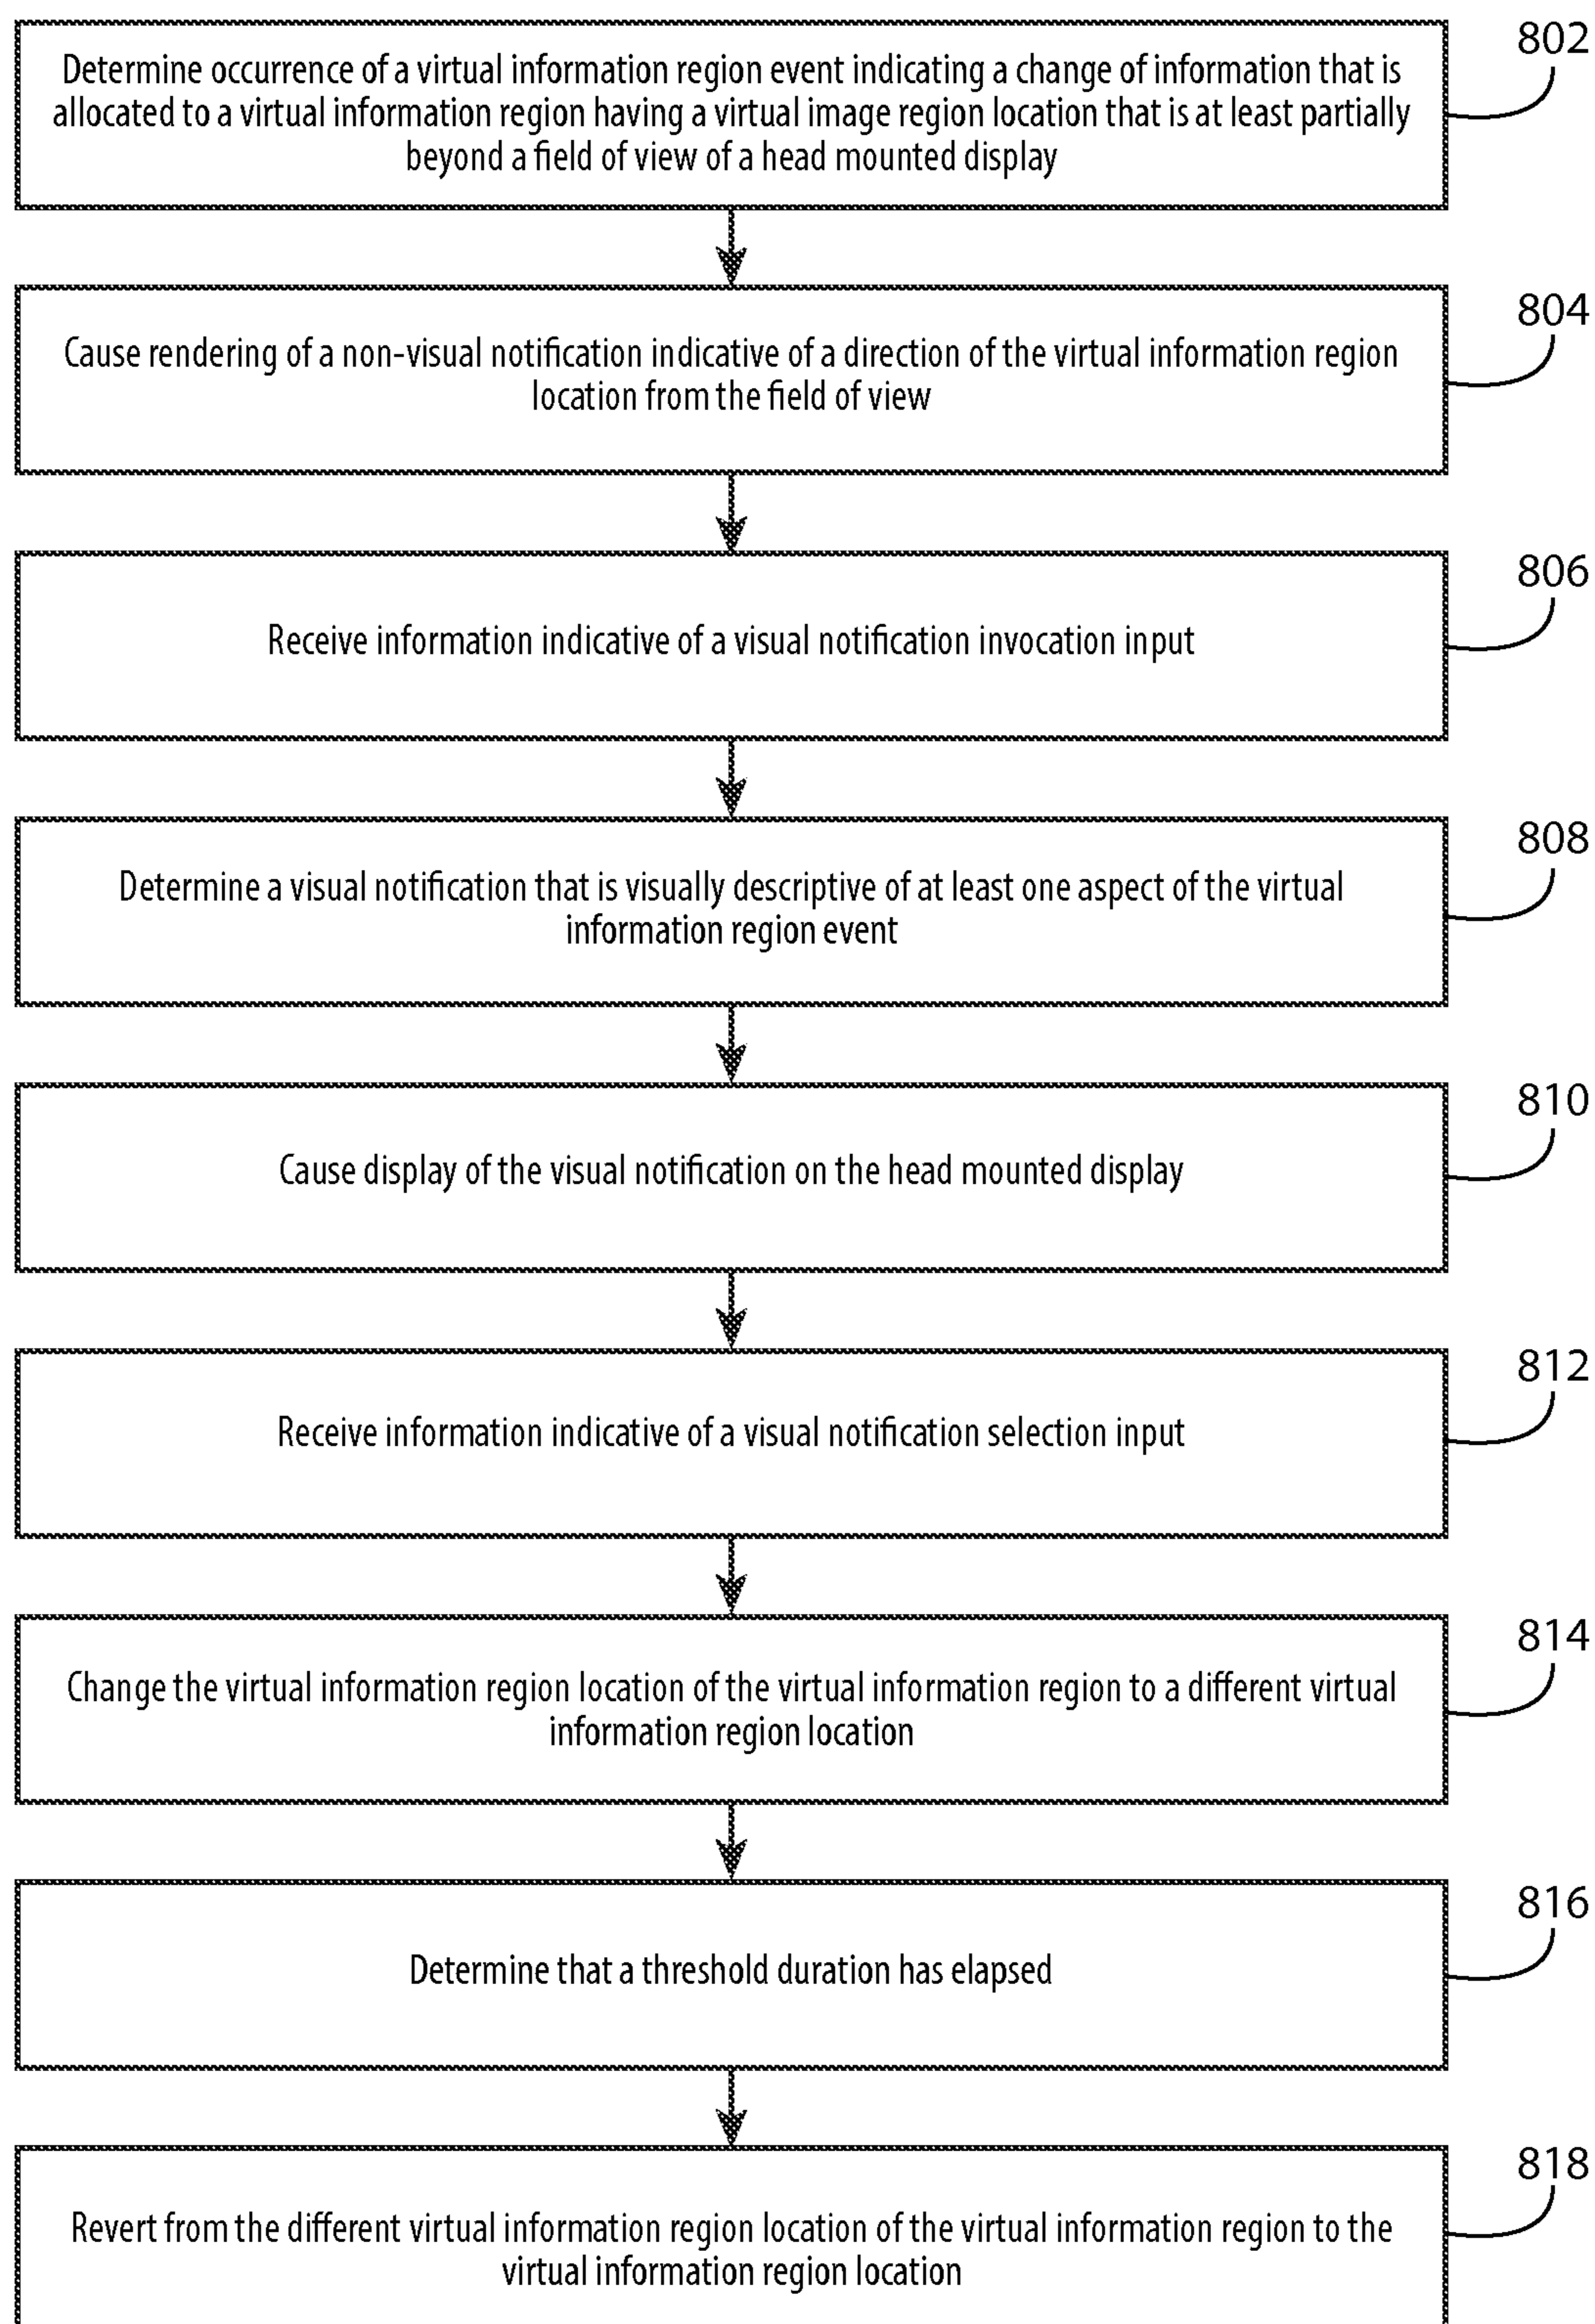 802
Determine occurrence of a virtual information region event indicating a change of information that is
allocated to a virtual information region having a virtual image region location that is at least partially
beyond a field of view of a head mounted display
804
Cause rendering of a non-visual notification indicative of a direction of the virtual information region
location from the field of view
806
Receive information indicative of a visual notification invocation input
808
Determine a visual notification that is visually descriptive of at least one aspect of the virtual
information region event
810
Cause display of the visual notification on the head mounted display
812
Receive information indicative of a visual notification selection input
814
Change the virtual information region location of the virtual information region to a different virtual
information region location
816
Determine that a threshold duration has elapsed
818
Revert from the different virtual information region location of the virtual information region to the
virtual information region location